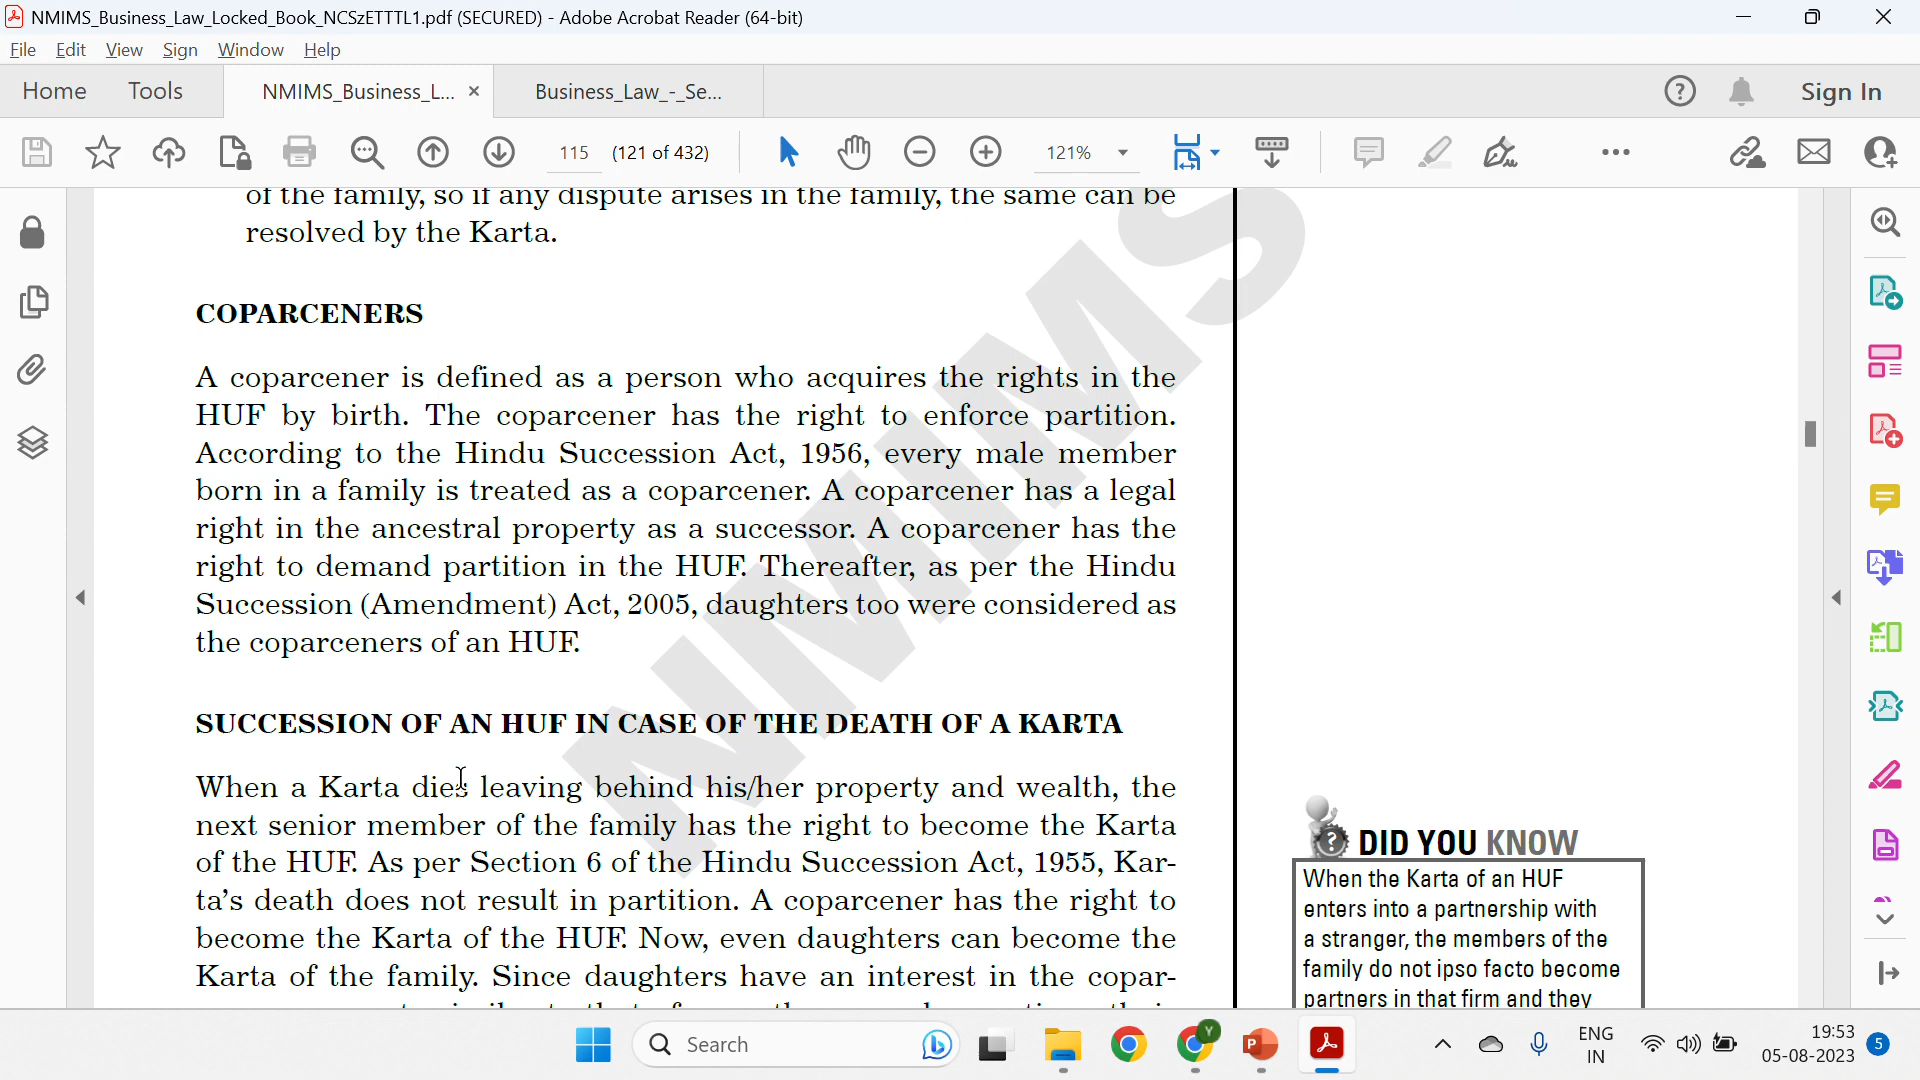 NMIMS_Business_Law_Locked_Book_NCSzETTTL1.pdf (SECURED) - Adobe Acrobat Reader (64-bit)
File Edit View Sign Window Help
Home Tools NMIMS_Business_L... × Business_Law_-_Se... Sign In
115 (121 of 432) 121%
of the family, so if any dispute arises in the family, the same can be
resolved by the Karta.
COPARCENERS
A coparcener is defined as a person who acquires the rights in the
HUF by birth. The coparcener has the right to enforce partition.
According to the Hindu Succession Act, 1956, every male member
born in a family is treated as a coparcener. A coparcener has a legal
right in the ancestral property as a successor. A coparcener has the
right to demand partition in the HUF. Thereafter, as per the Hindu
Succession (Amendment) Act, 2005, daughters too were considered as
the coparceners of an HUF.
SUCCESSION OF AN HUF IN CASE OF THE DEATH OF A KARTA
When a Karta dies leaving behind his/her property and wealth, the
next senior member of the family has the right to become the Karta
of the HUF. As per Section 6 of the Hindu Succession Act, 1955, Kar-
ta's death does not result in partition. A coparcener has the right to
become the Karta of the HUF. Now, even daughters can become the
Karta of the family. Since daughters have an interest in the copar-
NMIMS
DID YOU KNOW
When the Karta of an HUF
enters into a partnership with
a stranger, the members of the
family do not ipso facto become
partners in that firm and they
Search
Y
P
ENG
IN
19:53
05-08-2023
5